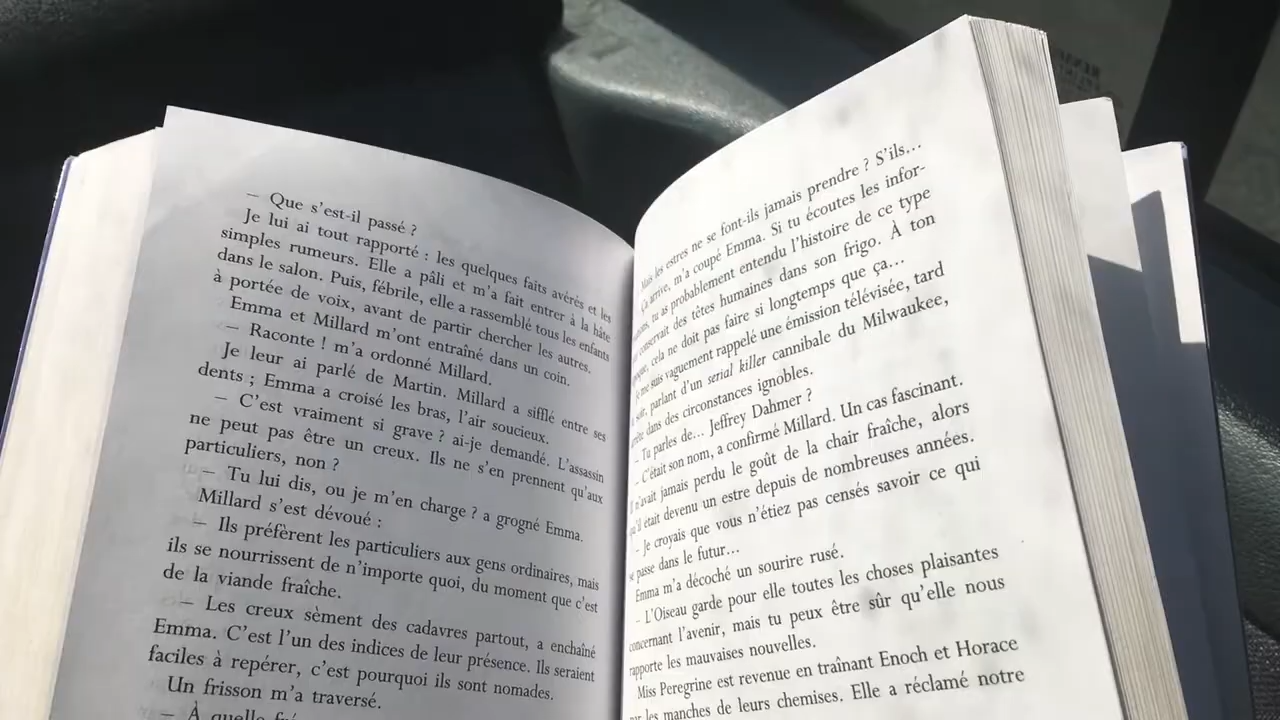 — Que s'est-il passé ?
Je lui ai tout rapporté : les quelques faits avérés et les
simples rumeurs. Elle a pâli et m'a fait entrer à la hâte
dans le salon. Puis, fébrile, elle a rassemblé tous les enfants
à portée de voix, avant de partir chercher les autres.
Emma et Millard m'ont entraîné dans un coin.
— Raconte ! m'a ordonné Millard.
Je leur ai parlé de Martin. Millard a sifflé entre ses
dents ; Emma a croisé les bras, l'air soucieux.
— C'est vraiment si grave ? ai-je demandé. L'assassin
ne peut pas être un creux. Ils ne s'en prennent qu'aux
particuliers, non ?
— Tu lui dis, ou je m'en charge ? a grogné Emma.
Millard s'est dévoué :
— Ils préfèrent les particuliers aux gens ordinaires, mais
ils se nourrissent de n'importe quoi, du moment que c'est
de la viande fraîche.
— Les creux sèment des cadavres partout, a enchaîné
Emma. C'est l'un des indices de leur présence. Ils seraient
faciles à repérer, c'est pourquoi ils sont nomades.
Un frisson m'a traversé.
— À quelle
Mais les estres ne se font-ils jamais prendre ? S'ils...
Ça arrive, m'a coupé Emma. Si tu écoutes les infor-
tu as probablement entendu l'histoire de ce type
conservait des têtes humaines dans son frigo. À ton
cela ne doit pas faire si longtemps que ça...
Je me suis vaguement rappelé une émission télévisée, tard
soir, parlant d'un serial killer cannibale du Milwaukee,
dans des circonstances ignobles.
– Tu parles de... Jeffrey Dahmer ?
– C'était son nom, a confirmé Millard. Un cas fascinant.
Il n'avait jamais perdu le goût de la chair fraîche, alors
qu'il était devenu un estre depuis de nombreuses années.
– Je croyais que vous n'étiez pas censés savoir ce qui
se passe dans le futur...
Emma m'a décoché un sourire rusé.
– L'Oiseau garde pour elle toutes les choses plaisantes
concernant l'avenir, mais tu peux être sûr qu'elle nous
rapporte les mauvaises nouvelles.
Miss Peregrine est revenue en traînant Enoch et Horace
par les manches de leurs chemises. Elle a réclamé notre